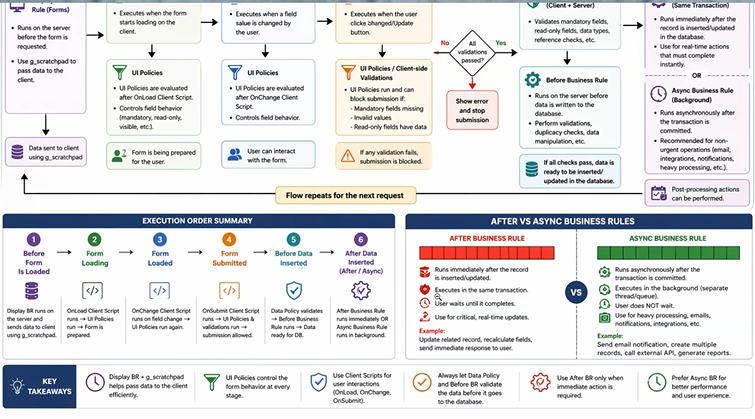 Rule (Forms)
• Runs on the server
before the form is
requested.
• Use g_scratchpad to
pass data to the
client.
Data sent to client
using g_scratchpad
• Executes when the form
starts loading on the
client.
UI Policies
• UI Policies are evaluated
after OnLoad Client Script.
• Controls field behavior
(mandatory, read-only,
visible, etc.).
Form is being prepared
for the user.
• Executes when a field
value is changed by
the user.
UI Policies
• UI Policies are evaluated
after OnChange Client
Script.
• Controls field behavior.
User can interact
with the form.
• Executes when the user
click changed/Update
button.
UI Policies / Client-side
Validations
• UI Policies run and can
block submission if:
- Mandatory fields missing
- Invalid values
- Read-only fields have data
If any validation fails,
submission is blocked.
No
All
validations
passed?
Yes
Show error
and stop
submission
(Client + Server)
• Validates mandatory fields,
read-only fields, data types,
reference checks, etc.
Before Business Rule
• Runs on the server before
data is written to the
database.
• Perform validations,
duplicacy checks, data
manipulation, etc.
If all checks pass, data is
ready to be inserted/
updated in the database.
(Same Transaction)
• Runs immediately after the
record is inserted/updated
in the database.
• Use for real-time actions
that must complete
instantly.
OR
Async Business Rule
(Background)
• Runs asynchronously after
the transaction is
committed.
• Recommended for non-
urgent operations (email,
integrations, notifications,
heavy processing, etc.).
Post-processing actions
can be performed.
Flow repeats for the next request
EXECUTION ORDER SUMMARY
1
Before
Form
Is Loaded
Display BR runs on
the server and
sends data to client
using g_scratchpad.
2
Form
Loading
</>
OnLoad Client Script
runs → UI Policies
run → Form is
prepared.
3
Form
Loaded
</>
OnChange Client Script
runs on field change →
UI Policies run again.
4
Form
Submitted
</>
OnSubmit Client Script
runs → UI Policies &
validations run →
submission allowed.
5
Before Data
Inserted
Data Policy validates
→ Before Business Rule
runs → Data ready
for DB.
6
After Data
Inserted
(After / Async)
After Business Rule
runs immediately OR
Async Business Rule
runs in background.
AFTER VS ASYNC BUSINESS RULES
AFTER BUSINESS RULE
Runs immediately after the record
is inserted/updated.
Executes in the same transaction.
User waits until it completes.
Use for critical, real-time updates.
Example:
Update related record, recalculate fields,
send immediate response to user.
VS
ASYNC BUSINESS RULE
Runs asynchronously after the
transaction is committed.
Executes in the background (separate
thread/queue).
User does NOT wait.
Use for heavy processing, emails,
notifications, integrations, etc.
Example:
Send email notification, create multiple
records, call external API, generate reports.
KEY
TAKEAWAYS
Display BR + g_scratchpad
helps pass data to the client
efficiently.
UI Policies control the
form behavior at
every stage.
Use Client Scripts for
user interactions
(OnLoad, OnChange,
OnSubmit).
Always let Data Policy
and Before BR validate
the data before it goes
to the database.
Use After BR only when
immediate action is
required.
Prefer Async BR for
better performance
and user experience.